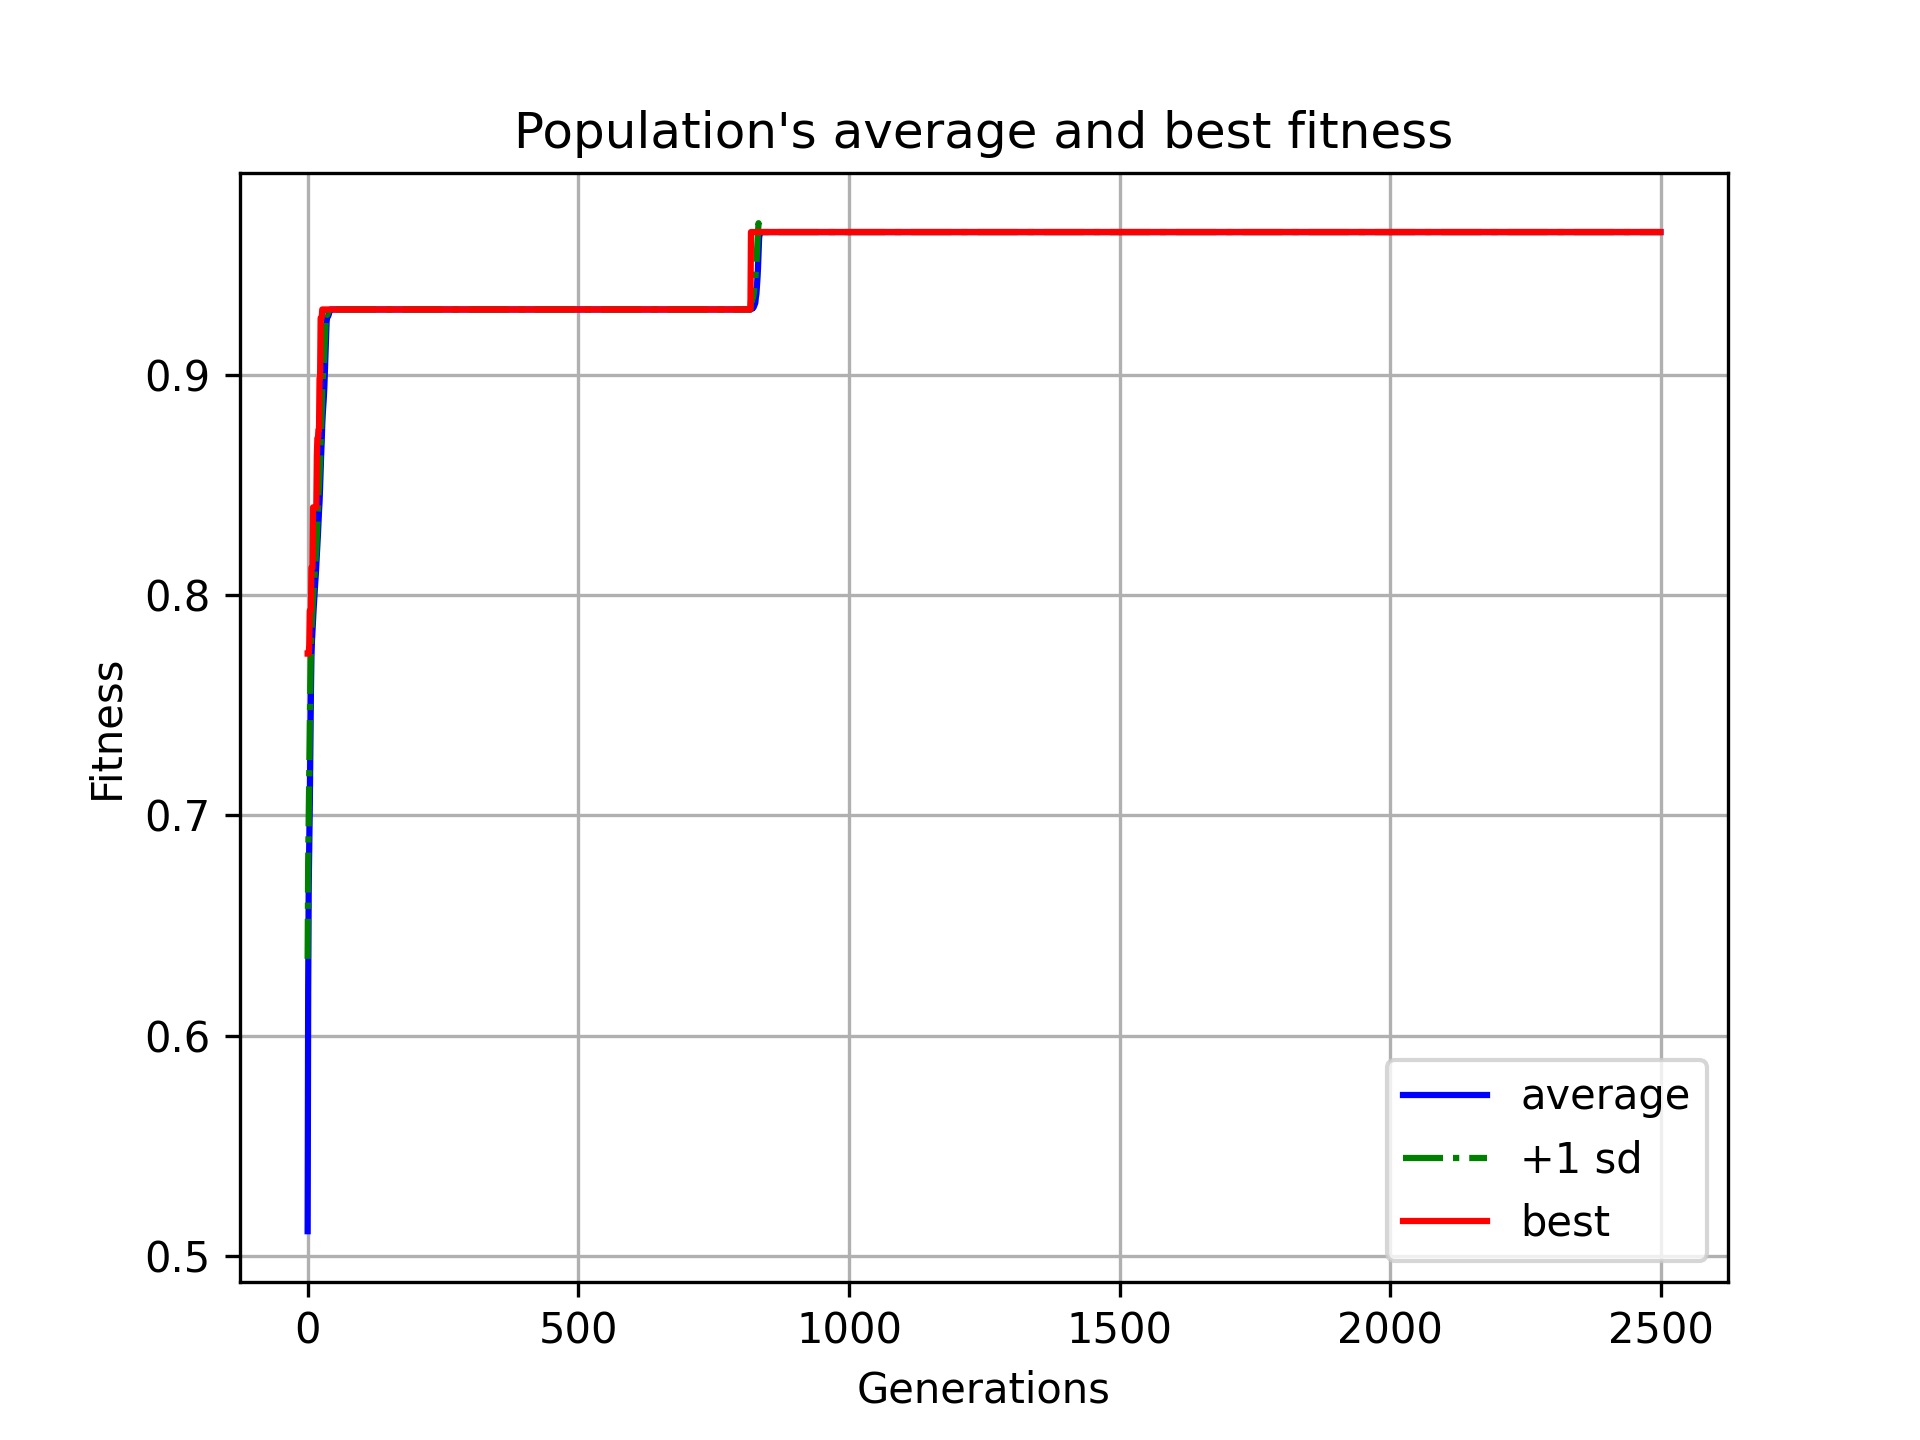 Population's average and best fitness
Fitness
0.9
0.8
0.7
0.6
0.5
0
500
1000
1500
2000
2500
Generations
average
+1 sd
best